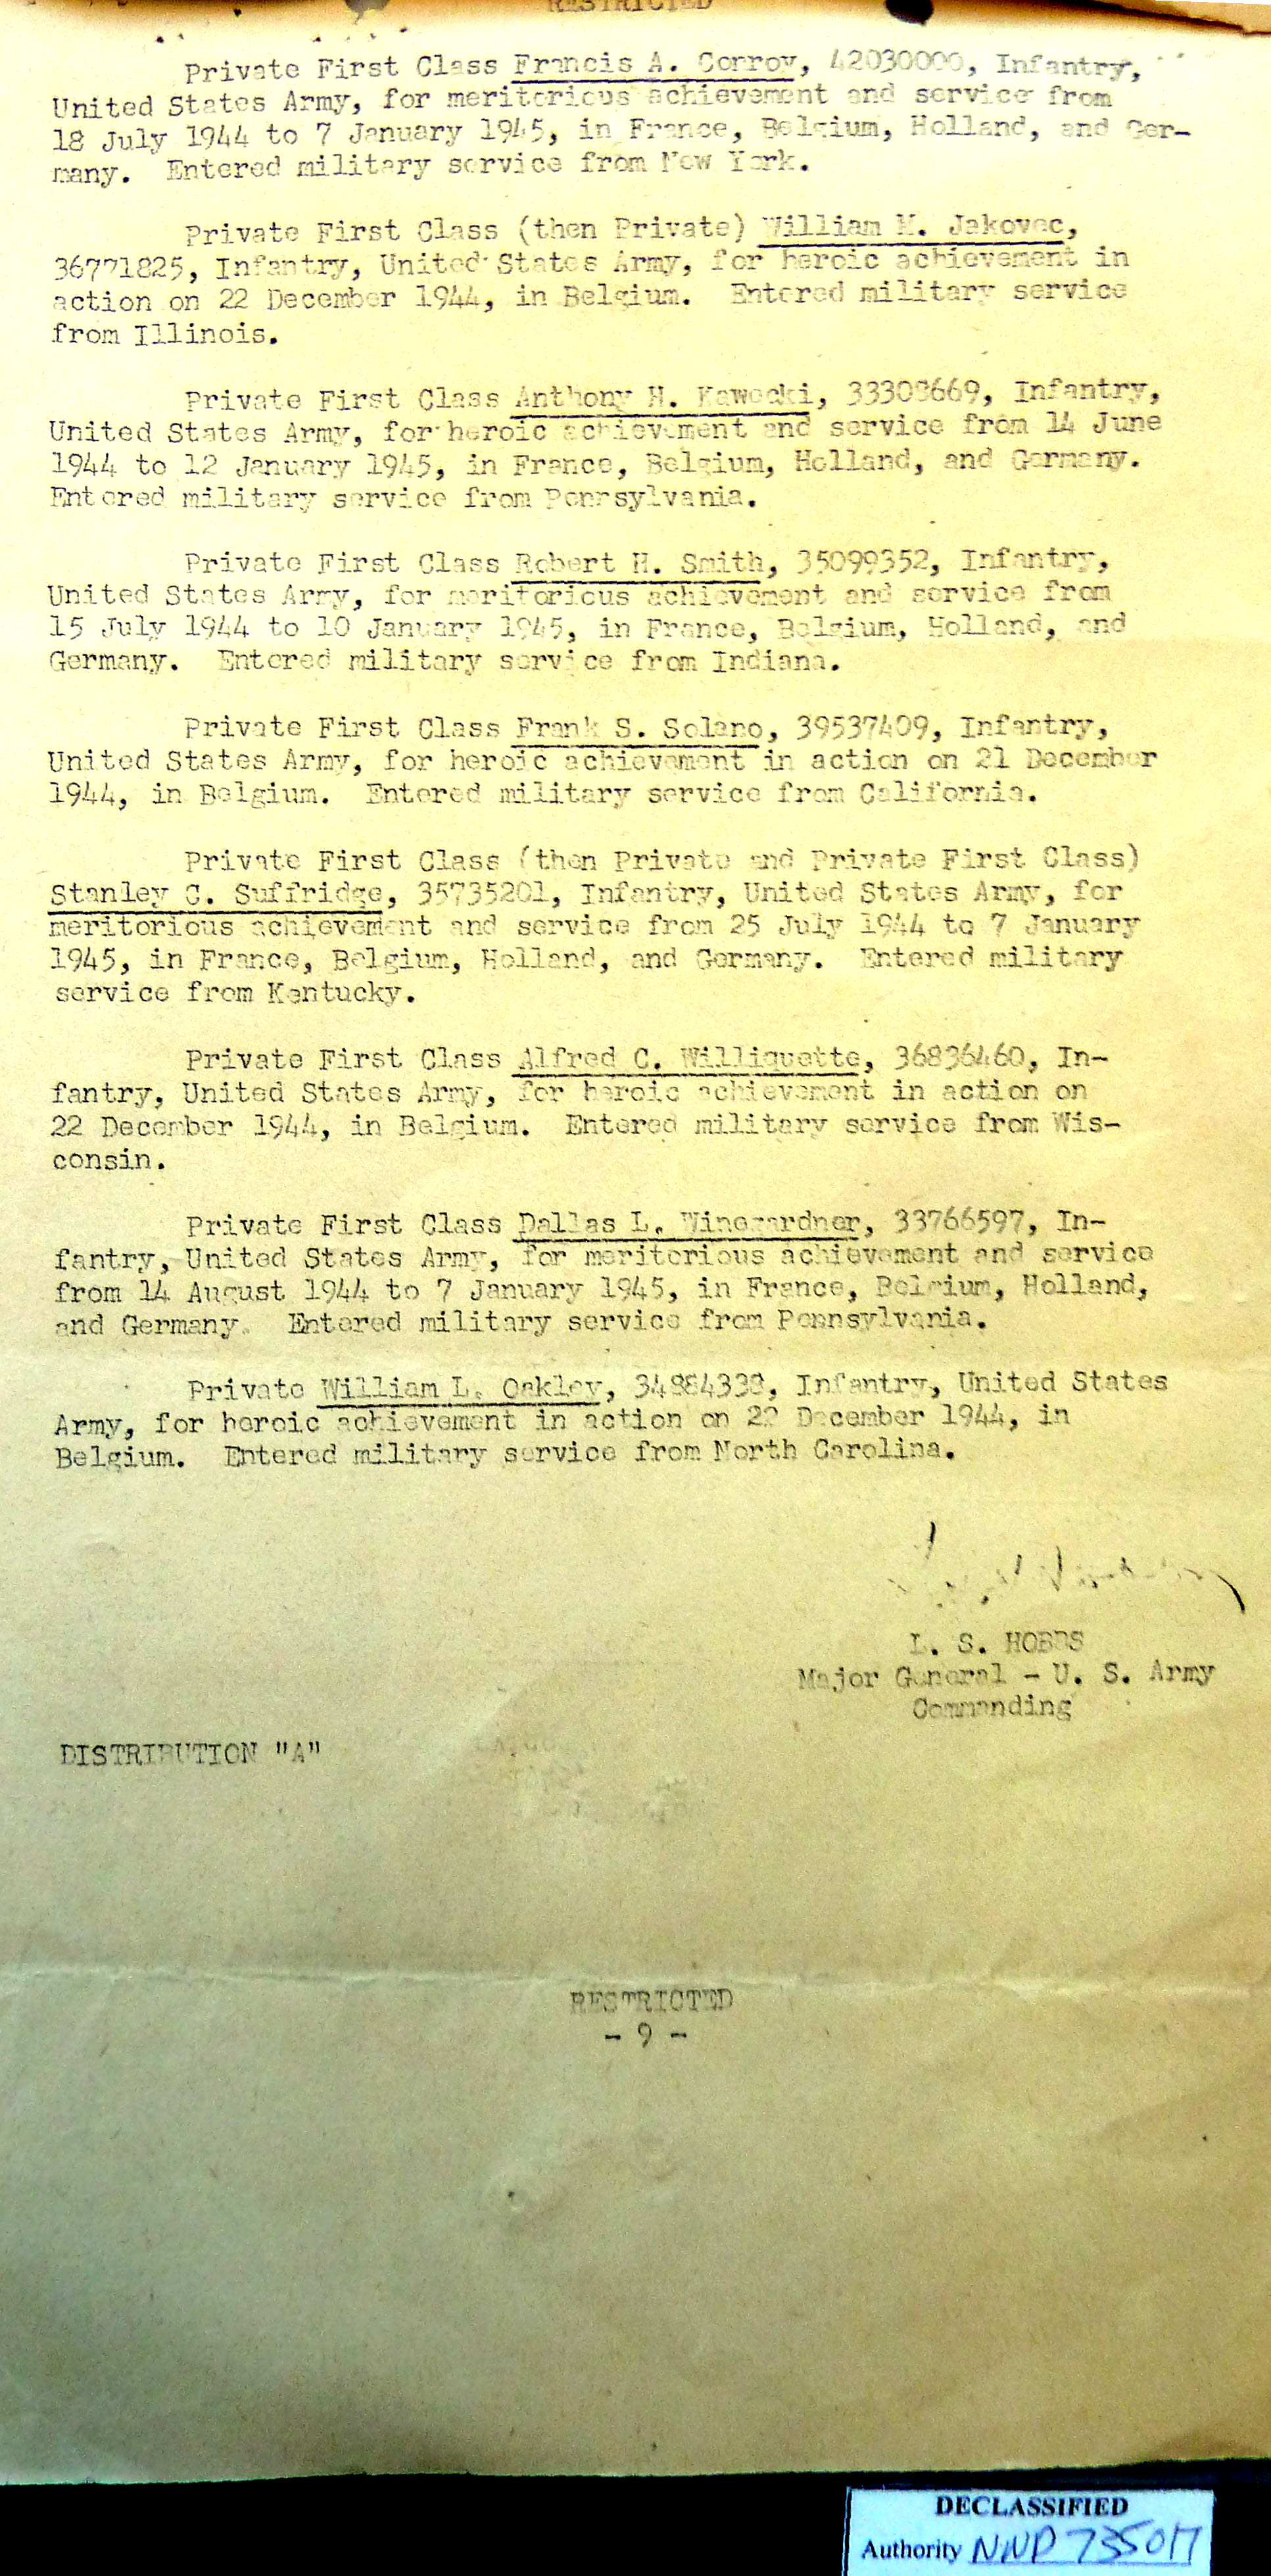 RESTRICTED
Private First Class Francis A. Corroy, 42030000, Infantry,
United States Army, for meritorious achievement and service from
18 July 1944 to 7 January 1945, in France, Belgium, Holland, and Ger-
many. Entered military service from New York.
Private First Class (then Private) William M. Jakovec,
36771825, Infantry, United States Army, for heroic achievement in
action on 22 December 1944, in Belgium. Entered military service
from Illinois.
Private First Class Anthony H. Kawecki, 33308669, Infantry,
United States Army, for heroic achievement and service from 14 June
1944 to 12 January 1945, in France, Belgium, Holland, and Germany.
Entered military service from Pennsylvania.
Private First Class Robert H. Smith, 35099352, Infantry,
United States Army, for meritorious achievement and service from
15 July 1944 to 10 January 1945, in France, Belgium, Holland, and
Germany. Entered military service from Indiana.
Private First Class Frank S. Solano, 39537409, Infantry,
United States Army, for heroic achievement in action on 21 December
1944, in Belgium. Entered military service from California.
Private First Class (then Private and Private First Class)
Stanley C. Suffridge, 35735201, Infantry, United States Army, for
meritorious achievement and service from 25 July 1944 to 7 January
1945, in France, Belgium, Holland, and Germany. Entered military
service from Kentucky.
Private First Class Alfred C. Williquette, 36836460, In-
fantry, United States Army, for heroic achievement in action on
22 December 1944, in Belgium. Entered military service from Wis-
consin.
Private First Class Dallas L. Winegardner, 33766597, In-
fantry, United States Army, for meritorious achievement and service
from 14 August 1944 to 7 January 1945, in France, Belgium, Holland,
and Germany. Entered military service from Pennsylvania.
Private William L. Oakley, 34884338, Infantry, United States
Army, for heroic achievement in action on 22 December 1944, in
Belgium. Entered military service from North Carolina.
L. S. HOBBS
Major General - U. S. Army
Commanding
DISTRIBUTION "A"
RESTRICTED
- 9 -
DECLASSIFIED
Authority NND 735017